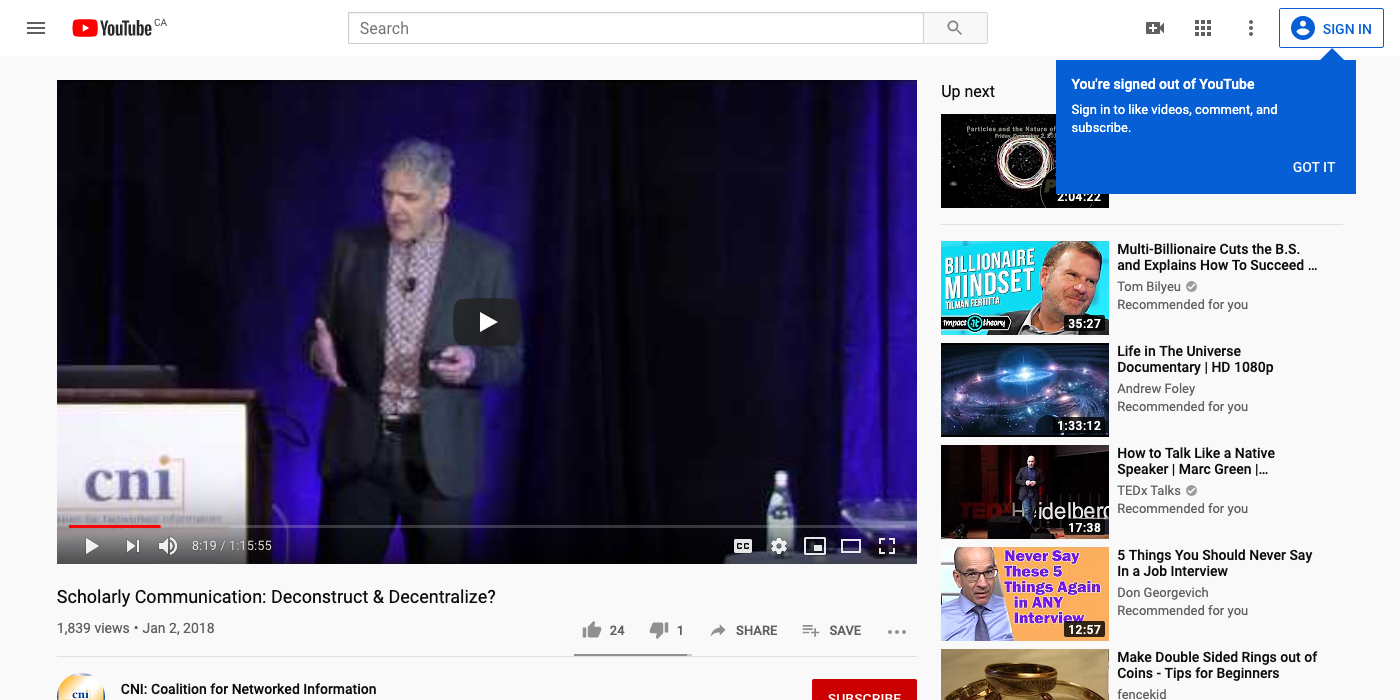 YouTube CA
Search
SIGN IN
You're signed out of YouTube
Sign in to like videos, comment, and
subscribe.
GOT IT
cni
8:19 / 1:15:55
CC
Scholarly Communication: Deconstruct & Decentralize?
1,839 views • Jan 2, 2018
24
1
SHARE
SAVE
cni
CNI: Coalition for Networked Information
SUBSCRIBE
Up next
Particles and the Nature of
2:04:22
BILLIONAIRE
MINDSET
TILMAN FERTITTA
impact theory
35:27
Multi-Billionaire Cuts the B.S.
and Explains How To Succeed ...
Tom Bilyeu
Recommended for you
1:33:12
Life in The Universe
Documentary | HD 1080p
Andrew Foley
Recommended for you
TEDxHeidelberg
17:38
How to Talk Like a Native
Speaker | Marc Green |...
TEDx Talks
Recommended for you
Never Say
These 5
Things Again
in ANY
Interview
12:57
5 Things You Should Never Say
In a Job Interview
Don Georgevich
Recommended for you
Make Double Sided Rings out of
Coins - Tips for Beginners
fencekid